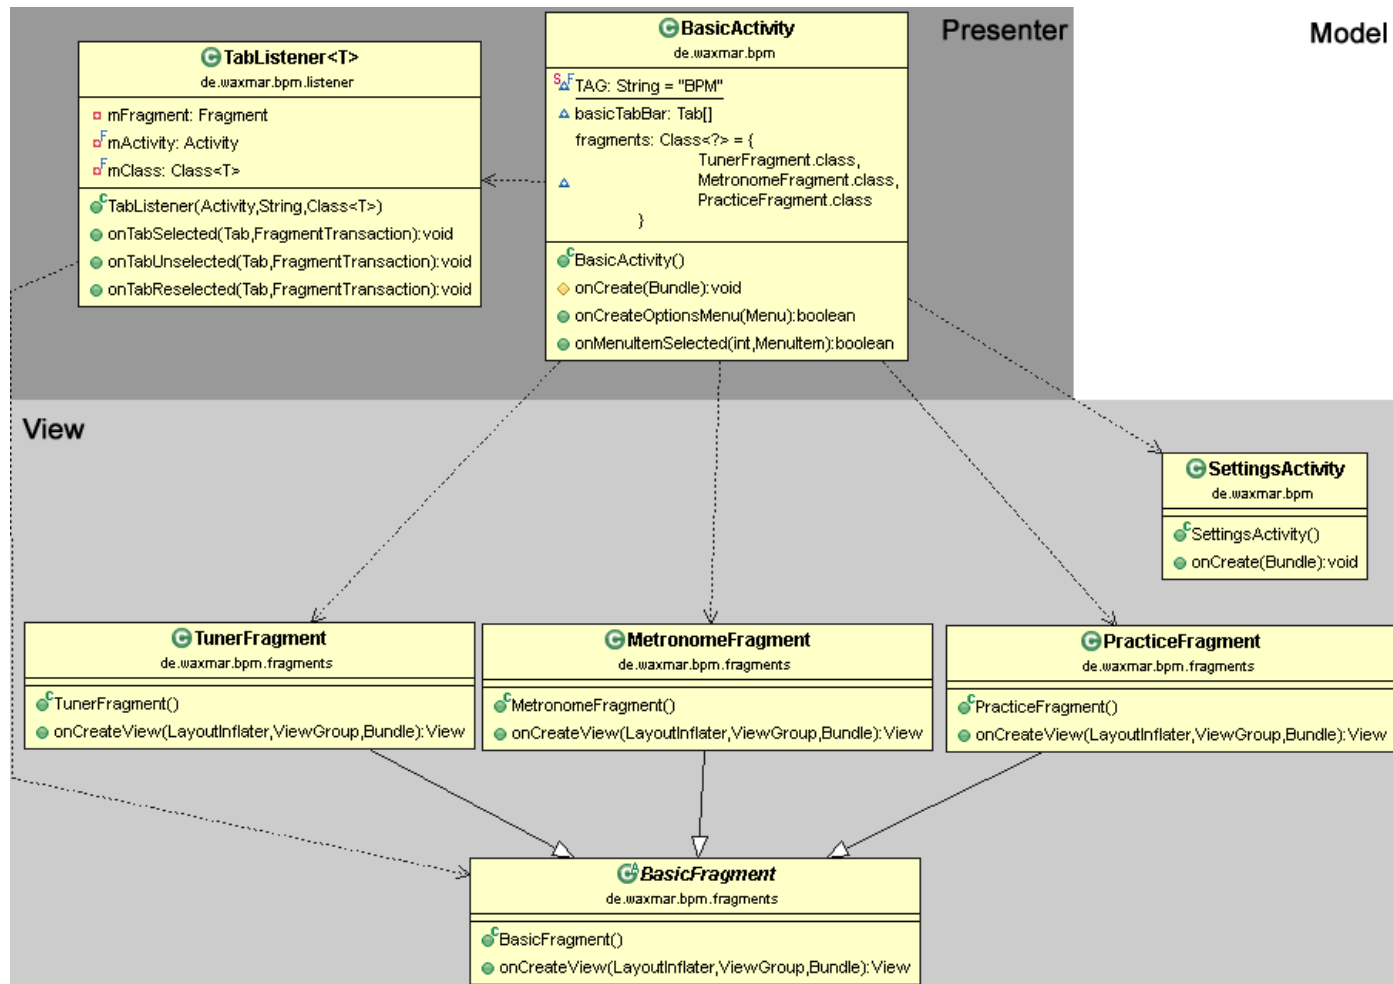 Presenter
Model
TabListener<T>
de.waxmar.bpm.listener
mFragment: Fragment
F mActivity: Activity
F mClass: Class<T>
C TabListener(Activity,String,Class<T>)
onTabSelected(Tab,FragmentTransaction):void
onTabUnselected(Tab,FragmentTransaction):void
onTabReselected(Tab,FragmentTransaction):void
C BasicActivity
de.waxmar.bpm
S F TAG: String = "BPM"
basicTabBar: Tab[]
fragments: Class<?> = {
TunerFragment.class,
MetronomeFragment.class,
PracticeFragment.class
}
C BasicActivity()
onCreate(Bundle):void
onCreateOptionsMenu(Menu):boolean
onMenuItemSelected(int,MenuItem):boolean
View
C SettingsActivity
de.waxmar.bpm
C SettingsActivity()
onCreate(Bundle):void
C TunerFragment
de.waxmar.bpm.fragments
C TunerFragment()
onCreateView(LayoutInflater,ViewGroup,Bundle):View
C MetronomeFragment
de.waxmar.bpm.fragments
C MetronomeFragment()
onCreateView(LayoutInflater,ViewGroup,Bundle):View
C PracticeFragment
de.waxmar.bpm.fragments
C PracticeFragment()
onCreateView(LayoutInflater,ViewGroup,Bundle):View
C A BasicFragment
de.waxmar.bpm.fragments
C BasicFragment()
onCreateView(LayoutInflater,ViewGroup,Bundle):View